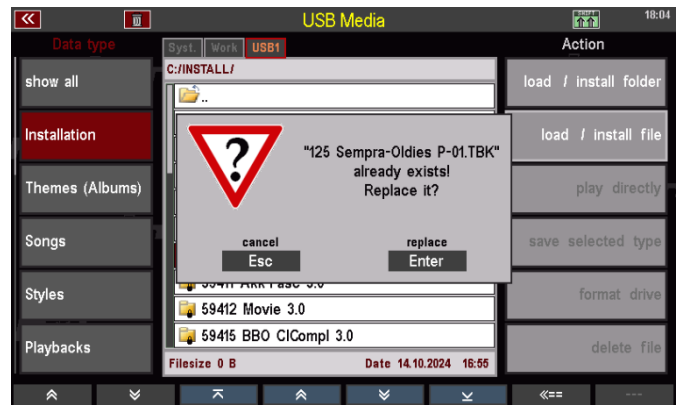 USB Media
SHIFT
18:04
Data type
Syst.
Work
USB1
Action
C:/INSTALL/
show all
..
load / install folder
Installation
load / install file
"125 Sempra-Oldies P-01.TBK"
already exists!
Replace it?
Themes (Albums)
play directly
Songs
cancel
replace
Esc
Enter
save selected type
Styles
59412 Movie 3.0
format drive
Playbacks
59415 BBO ClCompl 3.0
delete file
Filesize 0 B
Date 14.10.2024 16:55
«==
---